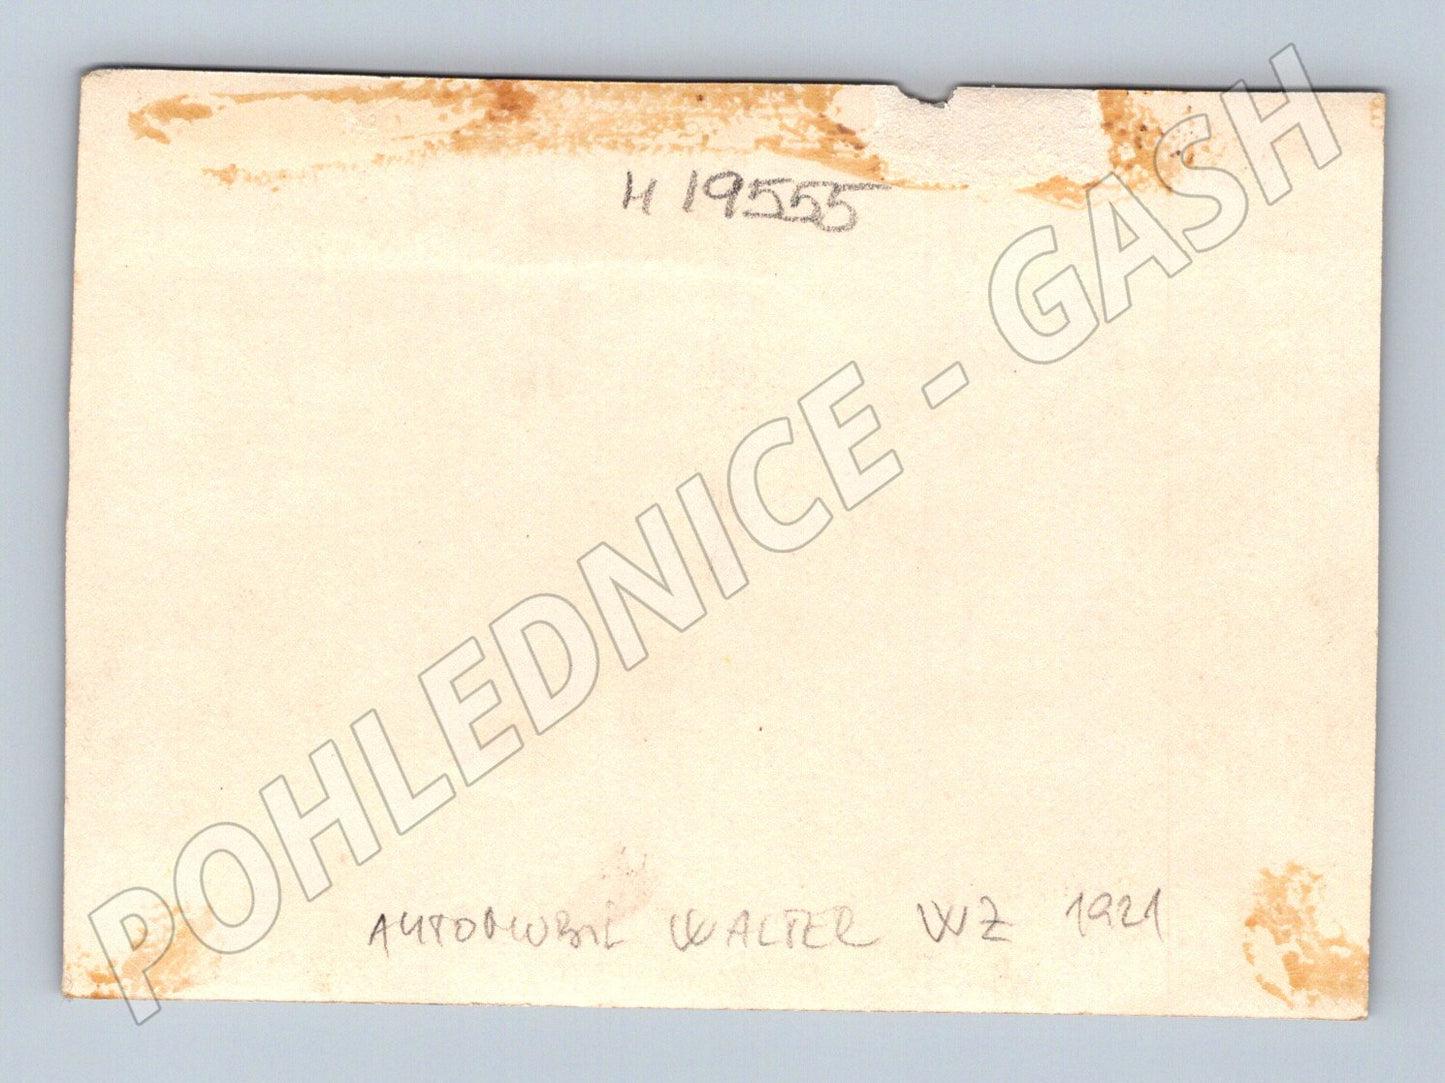 H 19555
POHLEDNICE - GASH
AUTOMOBIL WALTER WZ 1921